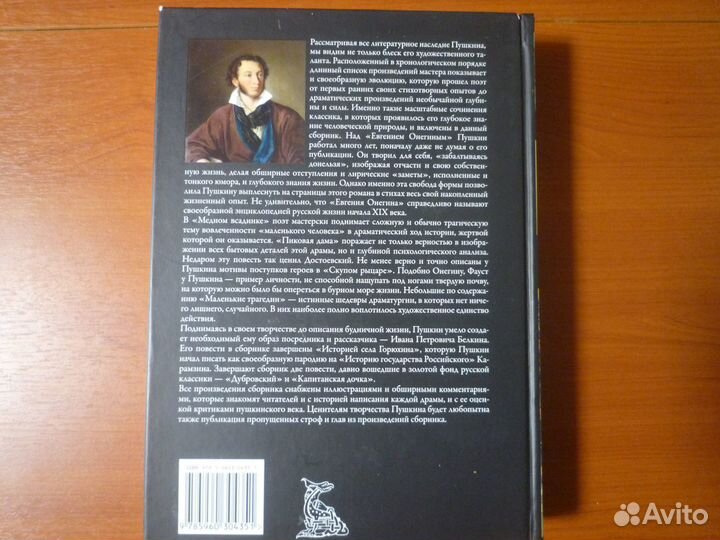 Рассматривая все литературное наследие Пушкина,
мы видим не только блеск его художественного та-
ланта. Расположенный в хронологическом порядке
длинный список произведений мастера показывает
и своеобразную эволюцию, которую прошел поэт
от первых ранних своих стихотворных опытов до
драматических произведений необычайной глуби-
ны и силы. Именно такие масштабные сочинения
классика, в которых проявилось его глубокое зна-
ние человеческой природы, и включены в данный
сборник. Над «Евгением Онегиным» Пушкин
работал много лет, поначалу даже не думая о его
публикации. Он творил для себя, «забалтываясь
донельзя», изображая отчасти и свою собствен-
ную жизнь, делая обширные отступления и лирические «заметы», исполненные и
тонкого юмора, и глубокого знания жизни. Однако именно эта свобода формы позво-
лила Пушкину выплеснуть на страницы этого романа в стихах весь свой накопленный
жизненный опыт. Не удивительно, что «Евгения Онегина» справедливо называют
своеобразной энциклопедией русской жизни начала XIX века.
В «Медном всаднике» поэт мастерски поднимает сложную и обычно трагическую
тему вовлеченности «маленького человека» в драматический ход истории, жертвой
которой он оказывается. «Пиковая дама» поражает не только верностью в изобра-
жении всех бытовых деталей этой драмы, но и глубиной психологического анализа.
Недаром эту повесть так ценил Достоевский. Не менее верно и точно описаны у
Пушкина мотивы поступков героев в «Скупом рыцаре». Подобно Онегину, Фауст
у Пушкина — пример личности, не способной нащупать под ногами твердую почву,
на которую можно было бы опереться в бурном море жизни. Небольшие по содержа-
нию «Маленькие трагедии» — истинные шедевры драматургии, в которых нет ниче-
го лишнего, случайного. В них наиболее полно воплотилось художественное единство
действия.
Поднимаясь в своем творчестве до описания будничной жизни, Пушкин умело созда-
ет необходимый ему образ посредника и рассказчика — Ивана Петровича Белкина.
Его повести в сборнике завершены «Историей села Горюхина», которую Пушкин
начал писать как своеобразную пародию на «Историю государства Российского» Ка-
рамзина. Завершают сборник две повести, давно вошедшие в золотой фонд русской
классики — «Дубровский» и «Капитанская дочка».
Все произведения сборника снабжены иллюстрациями и обширными комментария-
ми, которые знакомят читателей и с историей написания каждой драмы, и с ее оцен-
кой критиками пушкинского века. Ценителям творчества Пушкина будет любопытна
также публикация пропущенных строф и глав из произведений сборника.
9 785960 304351
Avito